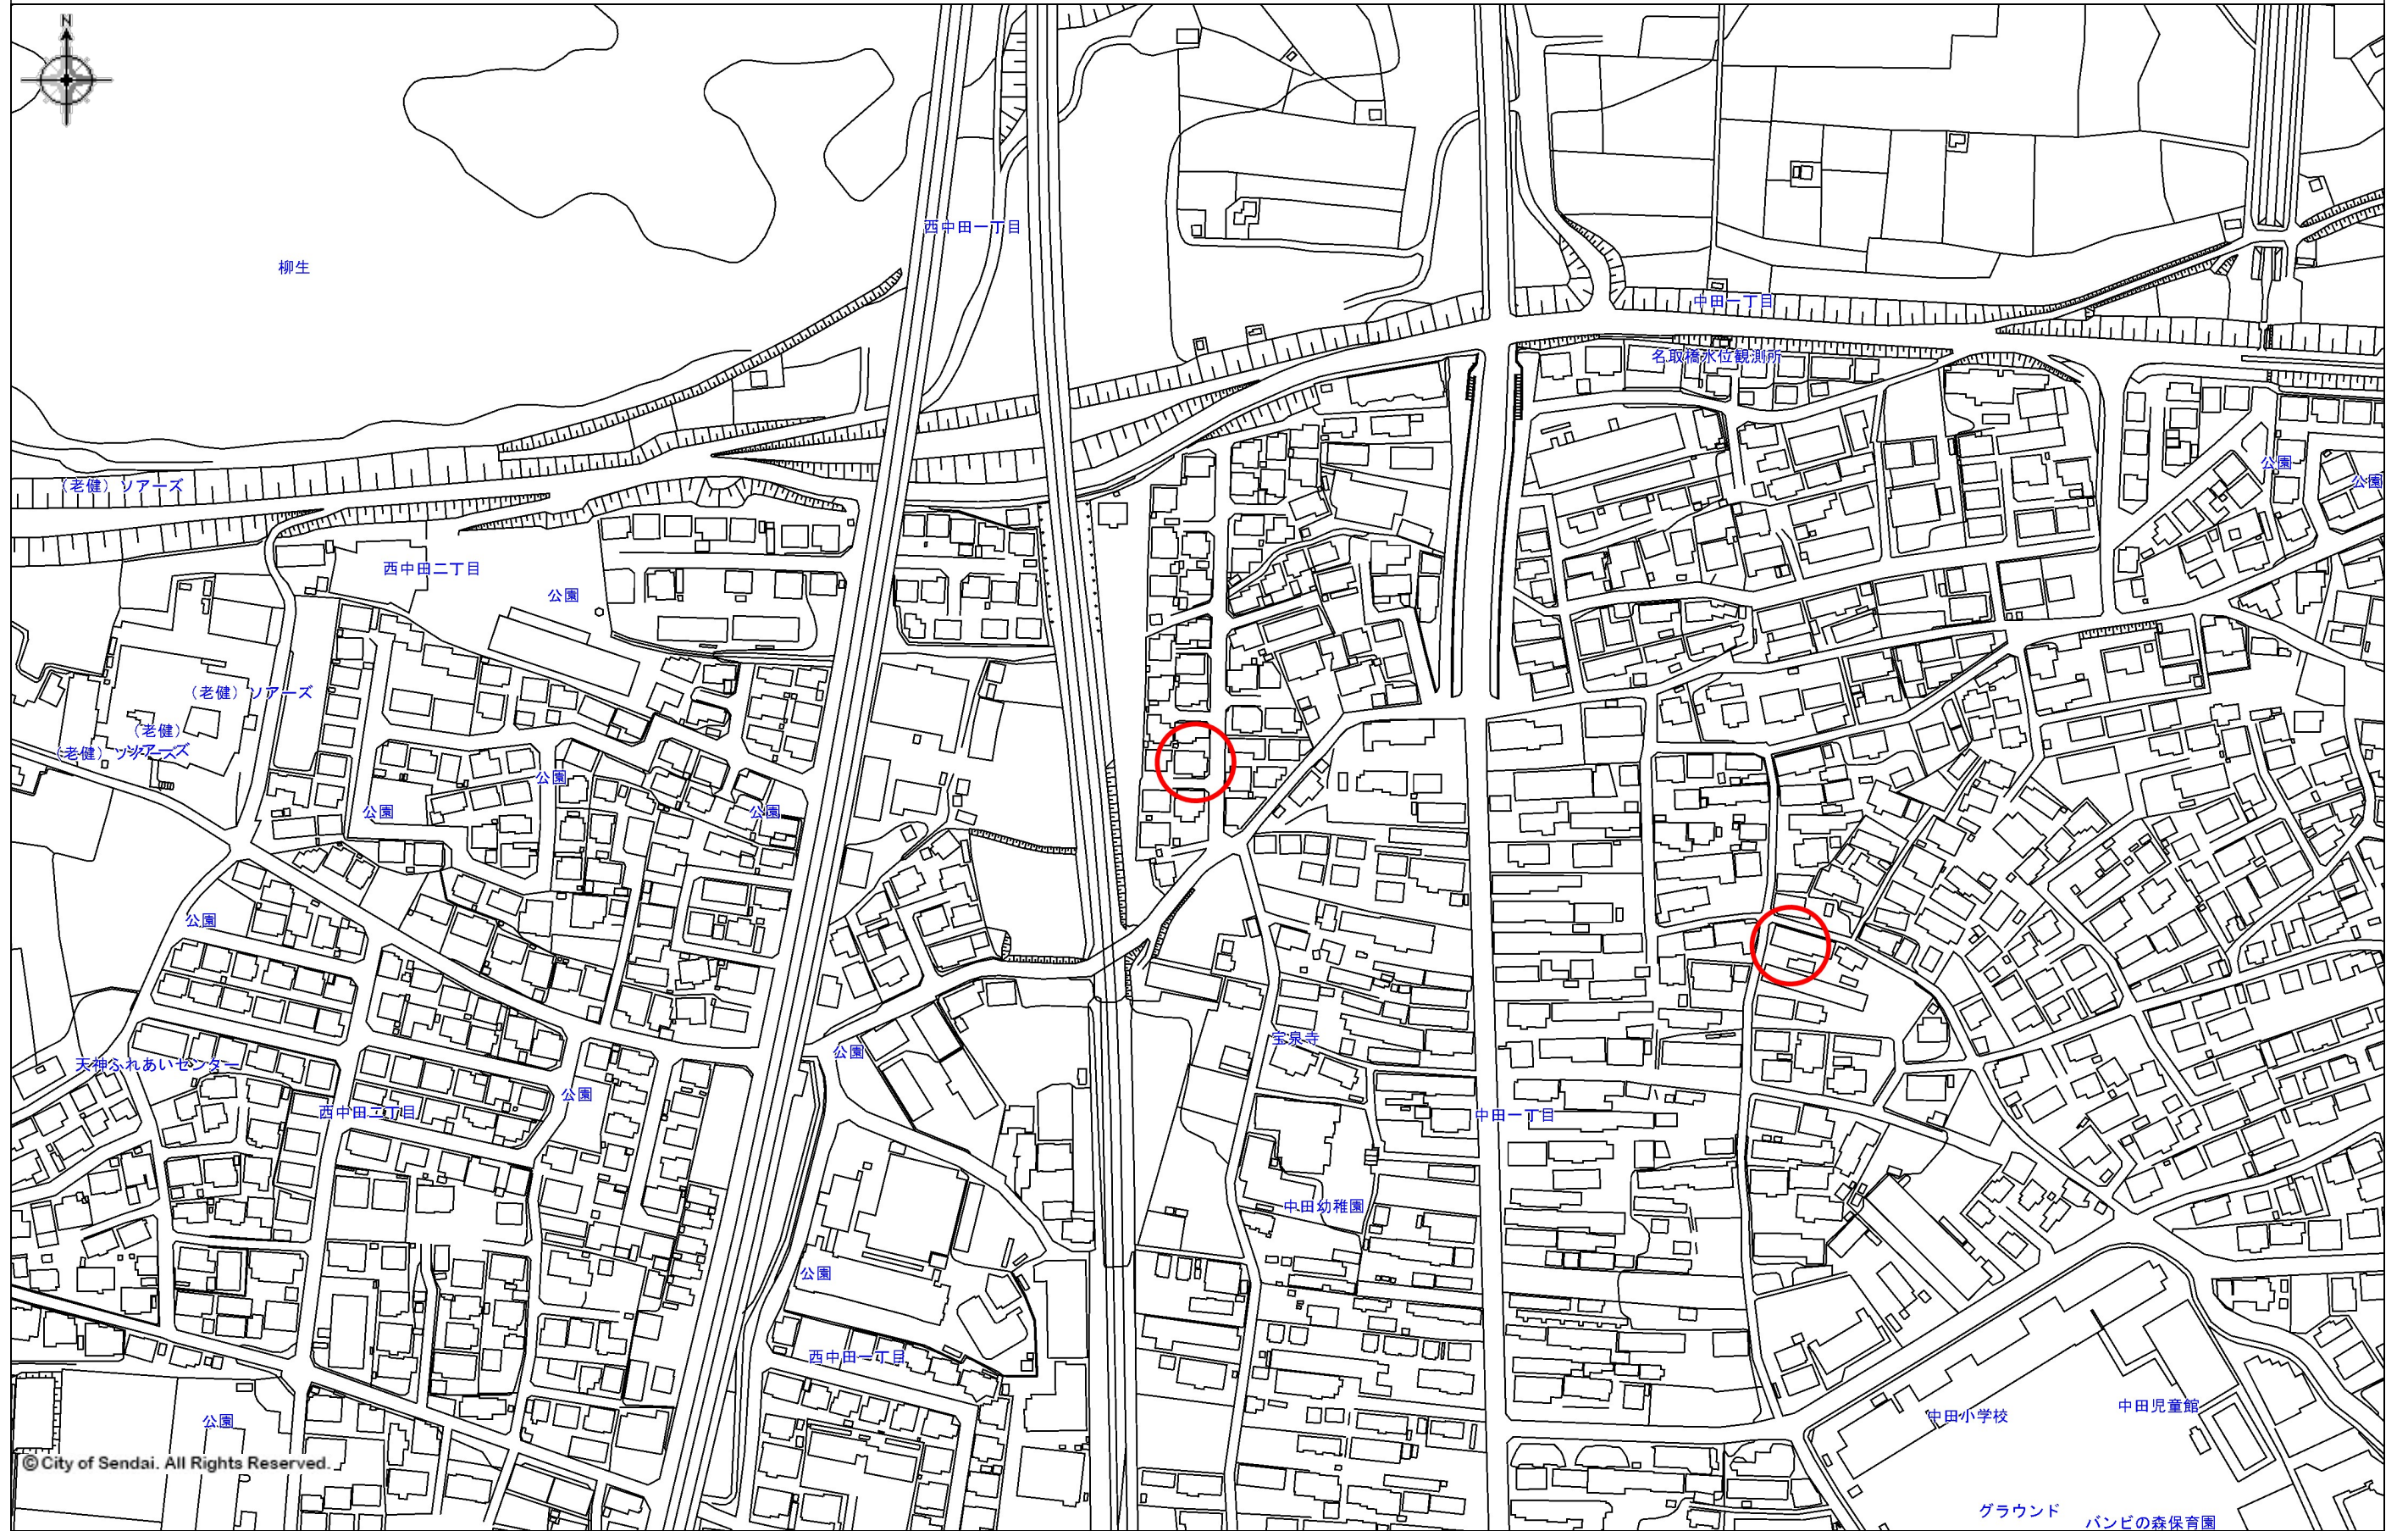 N
西中田一丁目
柳生
中田一丁目
名取橋水位観測所
公園
公園
（老健）ソアーズ
西中田二丁目
公園
（老健）ソアーズ
（老健）
（老健）ソアーズ
ソアーズ
公園
公園
公園
公園
天神ふれあいセンター
宝泉寺
公園
公園
西中田二丁目
中田一丁目
中田幼稚園
公園
西中田一丁目
公園
中田小学校
中田児童館
©City of Sendai. All Rights Reserved.
グラウンド
バンビの森保育園